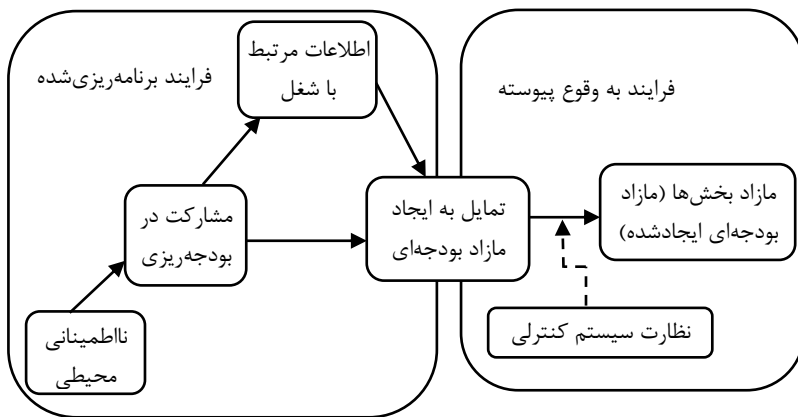 فرایند به وقوع پیوسته
مازاد بخش‌ها (مازاد
بودجه‌ای ایجادشده)
نظارت سیستم کنترلی
فرایند برنامه‌ریزی‌شده
اطلاعات مرتبط
با شغل
تمایل به ایجاد
مازاد بودجه‌ای
مشارکت در
بودجه‌ریزی
نااطمینانی
محیطی